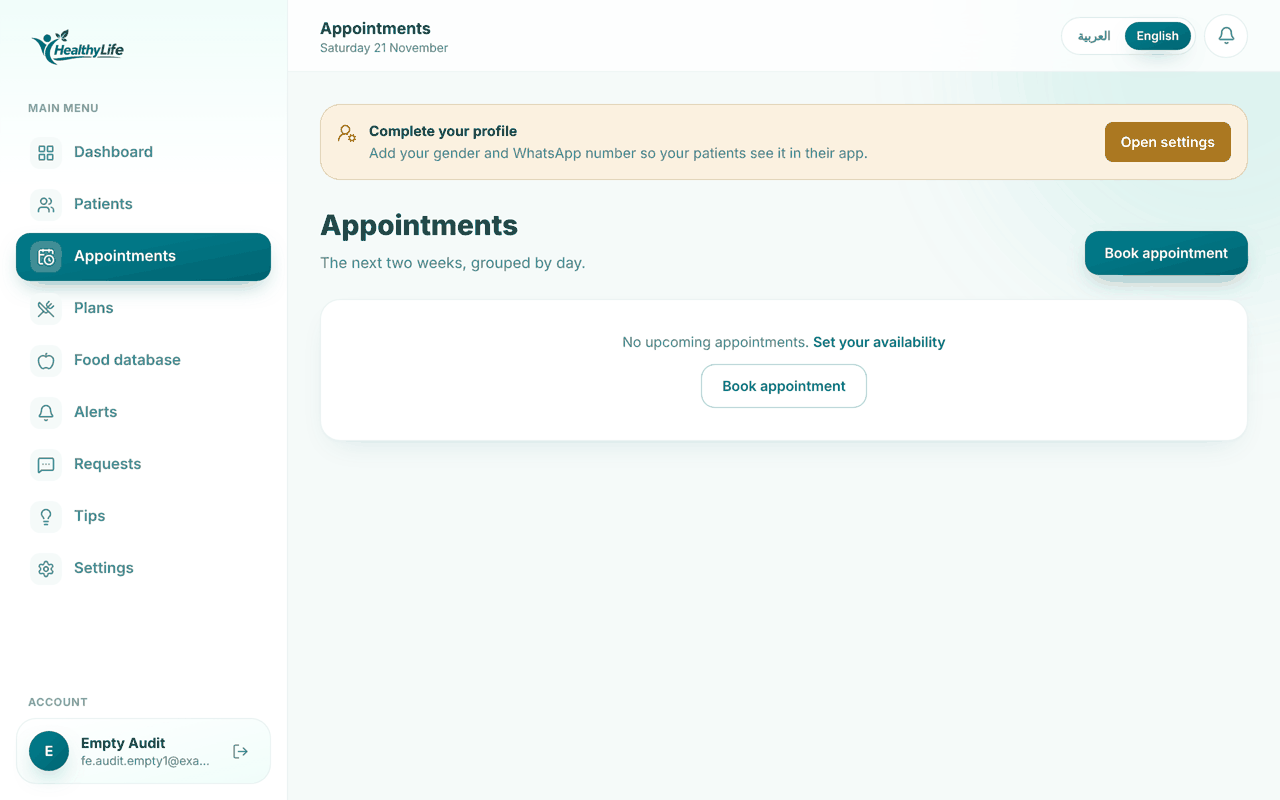 HealthyLife
MAIN MENU
Dashboard
Patients
Appointments
Plans
Food database
Alerts
Requests
Tips
Settings
ACCOUNT
E
Empty Audit
fe.audit.empty1@exa...
Appointments
Saturday 21 November
العربية
English
Complete your profile
Add your gender and WhatsApp number so your patients see it in their app.
Open settings
Appointments
The next two weeks, grouped by day.
Book appointment
No upcoming appointments. Set your availability
Book appointment